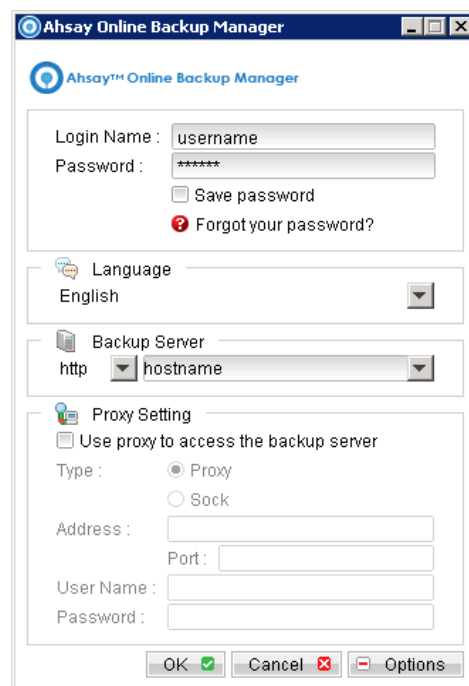 Ahsay Online Backup Manager
Ahsay™ Online Backup Manager
Login Name : username
Password : ******
Save password
Forgot your password?
Language
English
Backup Server
http hostname
Proxy Setting
Use proxy to access the backup server
Type : Proxy
Sock
Address :
Port :
User Name :
Password :
OK Cancel Options